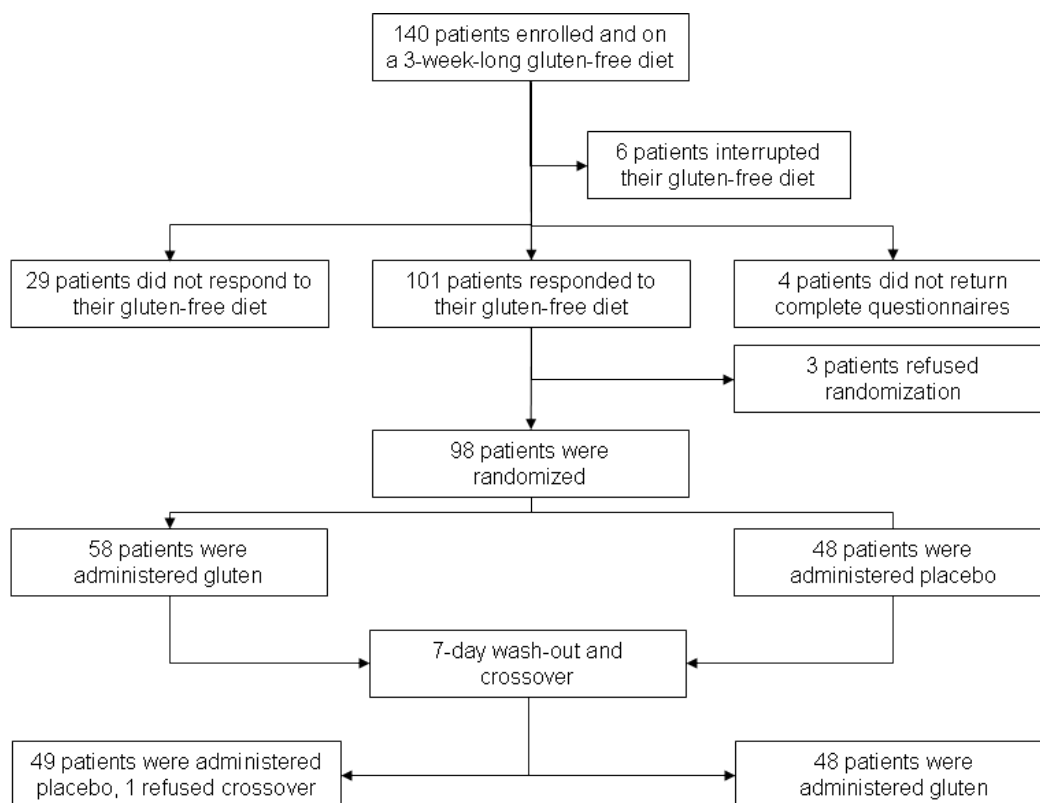 140 patients enrolled and on
a 3-week-long gluten-free diet
6 patients interrupted
their gluten-free diet
29 patients did not respond to
their gluten-free diet
101 patients responded to
their gluten-free diet
4 patients did not return
complete questionnaires
3 patients refused
randomization
98 patients were
randomized
58 patients were
administered gluten
48 patients were
administered placebo
7-day wash-out and
crossover
49 patients were administered
placebo, 1 refused crossover
48 patients were
administered gluten